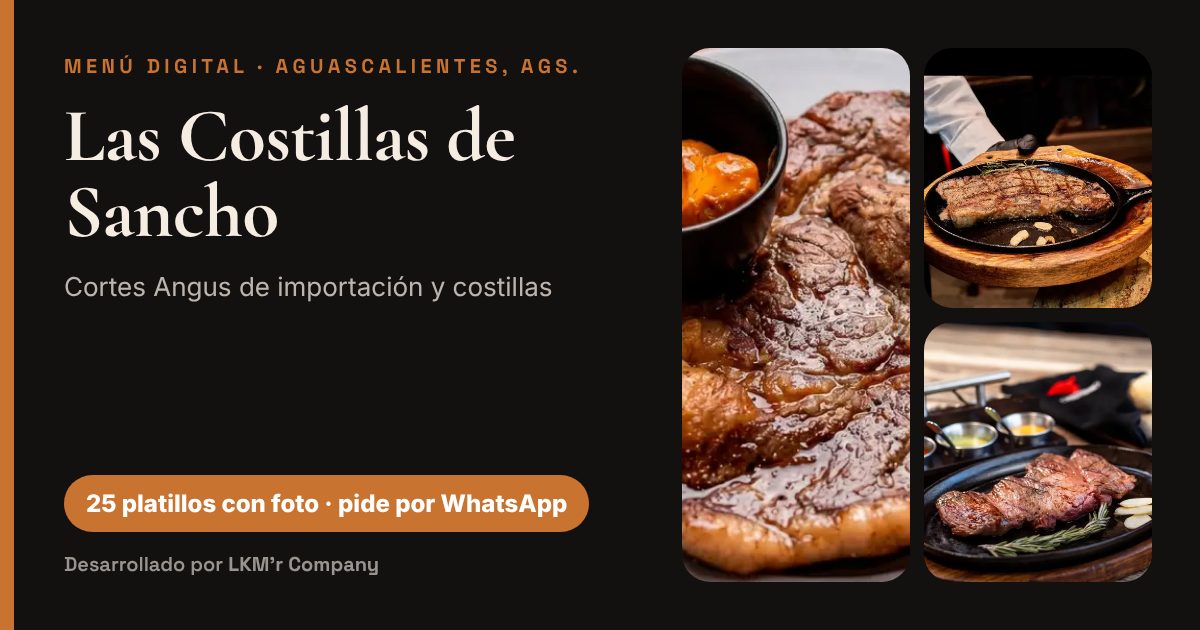 MENÚ DIGITAL · AGUASCALIENTES, AGS.
Las Costillas de
Sancho
Cortes Angus de importación y costillas
25 platillos con foto · pide por WhatsApp
Desarrollado por LKM’r Company